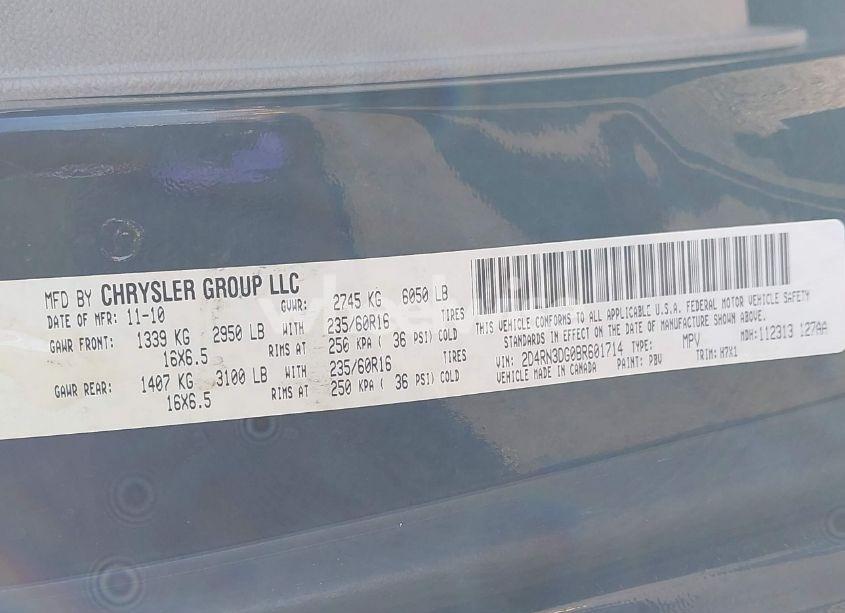 MFD BY CHRYSLER GROUP LLC
DATE OF MFR: 11-10 GVWR: 2745 KG 6050 LB
GAWR FRONT: 1339 KG 2950 LB WITH 235/60R16 TIRES
16X6.5 RIMS AT 250 KPA ( 36 PSI) COLD
GAWR REAR: 1407 KG 3100 LB WITH 235/60R16 TIRES
16X6.5 RIMS AT 250 KPA ( 36 PSI) COLD
THIS VEHICLE CONFORMS TO ALL APPLICABLE U.S.A. FEDERAL MOTOR VEHICLE SAFETY
STANDARDS IN EFFECT ON THE DATE OF MANUFACTURE SHOWN ABOVE.
VIN: 2D4RN3DG0BR601714 TYPE: MPV MDH: 112313 127AA
VEHICLE MADE IN CANADA PAINT: PBV TRIM: H7X1